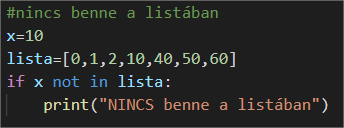 #nincs benne a listában
x=10
lista=[0,1,2,10,40,50,60]
if x not in lista:
    print("NINCS benne a listában")